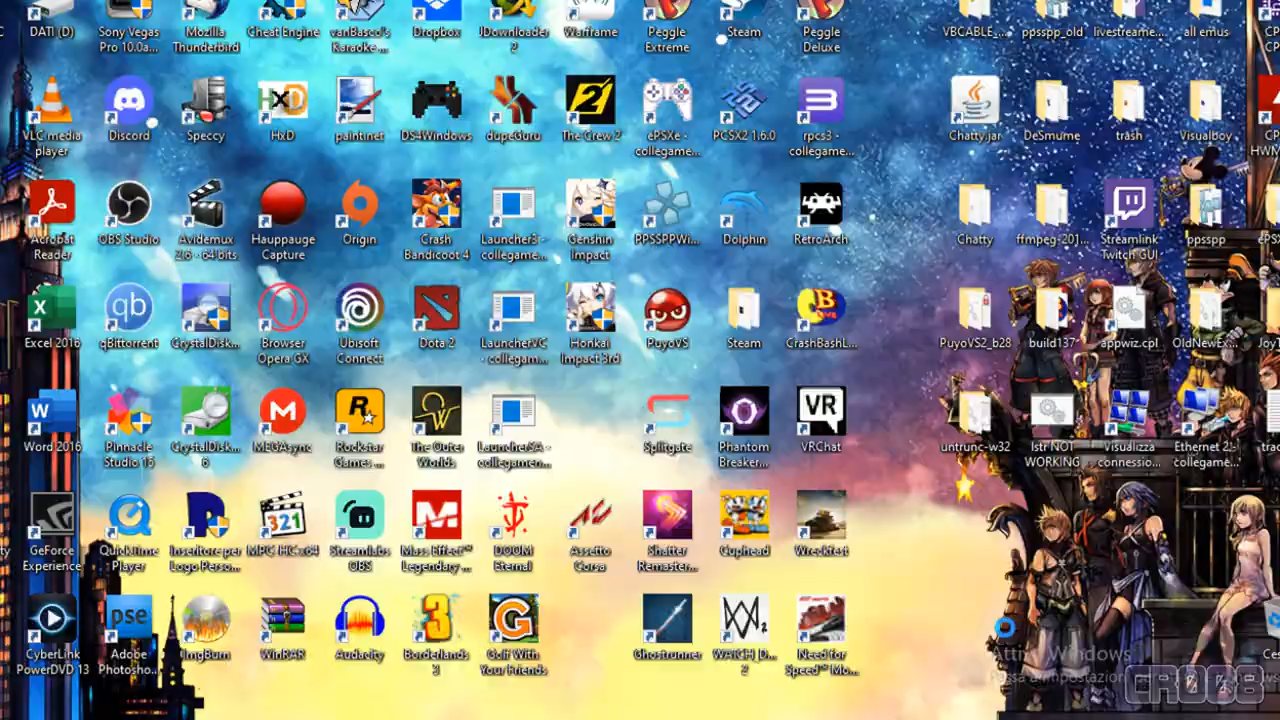 DATI (D)
Sony Vegas
Pro 10.0a...
Mozilla
Thunderbird
Cheat Engine
vanBasco's
Karaoke ...
Dropbox
JDownloader
2
Warframe
Peggle
Extreme
Steam
Peggle
Deluxe
VBCABLE_...
ppsspp_old
livestreame...
all emus
VLC media
player
Discord
Speccy
HxD
paint.net
DS4Windows
dupeGuru
The Crew 2
ePSXe -
collegame...
PCSX2 1.6.0
rpcs3 -
collegame...
Chatty.jar
DeSmume
trash
Visualboy
Acrobat
Reader
OBS Studio
Avidemux
2.6 - 64 bits
Hauppauge
Capture
Origin
Crash
Bandicoot 4
Launcher3 -
collegame...
Genshin
Impact
PPSSPPWi...
Dolphin
RetroArch
Chatty
ffmpeg-201...
Streamlink
Twitch GUI
ppsspp
Excel 2016
qBittorrent
CrystalDisk...
Browser
Opera GX
Ubisoft
Connect
Dota 2
LauncherVC
- collegam...
Honkai
Impact 3rd
PuyoVS
Steam
CrashBashL...
PuyoVS2_b28
build137
appwiz.cpl
OldNewEx...
Word 2016
Pinnacle
Studio 15
CrystalDisk...
6
MEGAsync
Rockstar
Games ...
The Outer
Worlds
LauncherSA -
collegamen...
Splitgate
Phantom
Breaker...
VR
VRChat
untrunc-w32
lstr NOT
WORKING
Visualizza
connessio...
Ethernet 2 -
collegame...
GeForce
Experience
QuickTime
Player
Inseritore per
Logo Perso...
321
MPC-HC x64
Streamlabs
OBS
Mass Effect™
Legendary ...
DOOM
Eternal
Assetto
Corsa
Shatter
Remaster...
Cuphead
Wreckfest
CyberLink
PowerDVD 13
pse
Adobe
Photosho...
ImgBurn
WinRAR
Audacity
3
Borderlands
3
G
Golf With
Your Friends
Ghostrunner
WATCH_D...
2
Need for
Speed™ Mo...
Attiva Windows
Passa a Impostazioni per
CR068